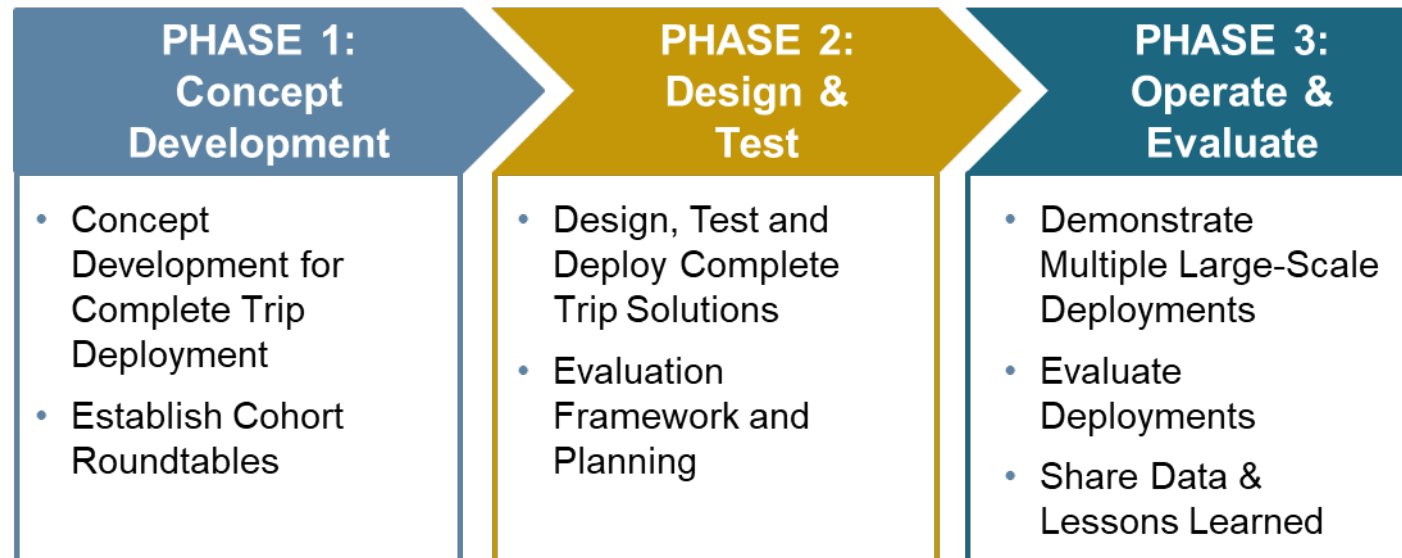 PHASE 1:
Concept
Development
• Concept
Development for
Complete Trip
Deployment
• Establish Cohort
Roundtables
PHASE 2:
Design &
Test
• Design, Test and
Deploy Complete
Trip Solutions
• Evaluation
Framework and
Planning
PHASE 3:
Operate &
Evaluate
• Demonstrate
Multiple Large-Scale
Deployments
• Evaluate
Deployments
• Share Data &
Lessons Learned